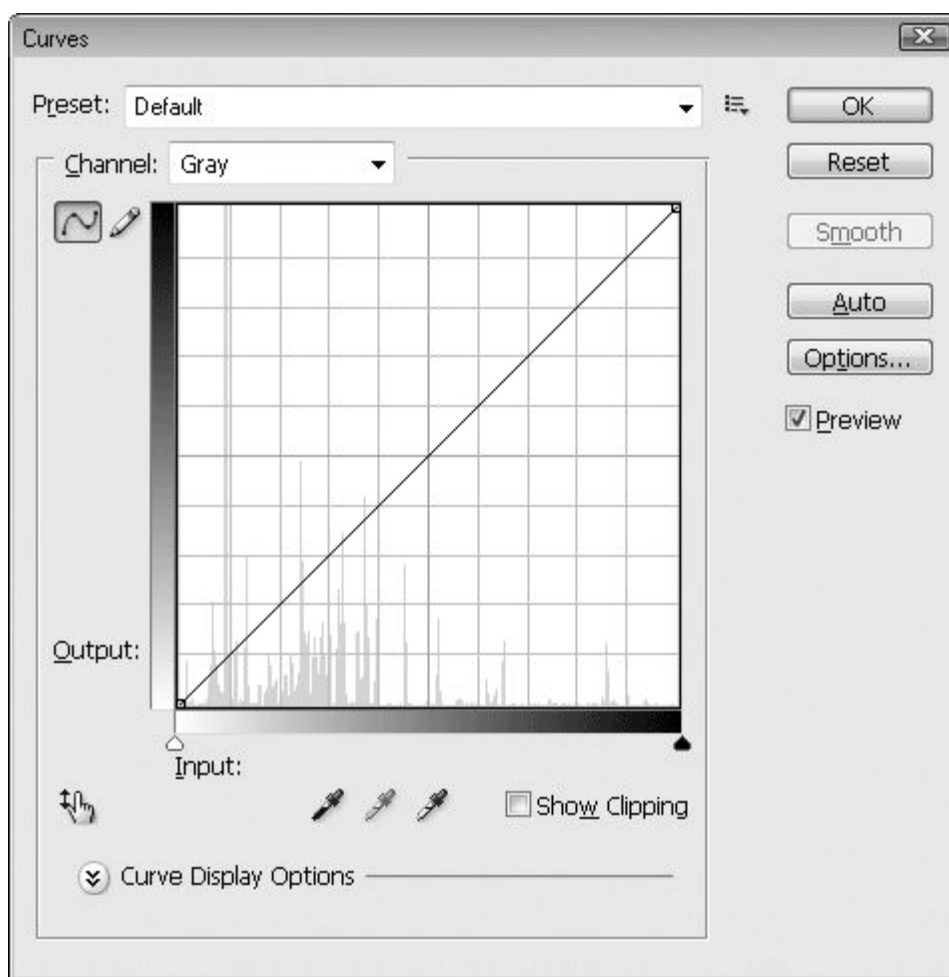 Curves
Preset: Default
OK
Channel: Gray
Reset
Smooth
Auto
Options...
Preview
Output:
Input:
Show Clipping
Curve Display Options